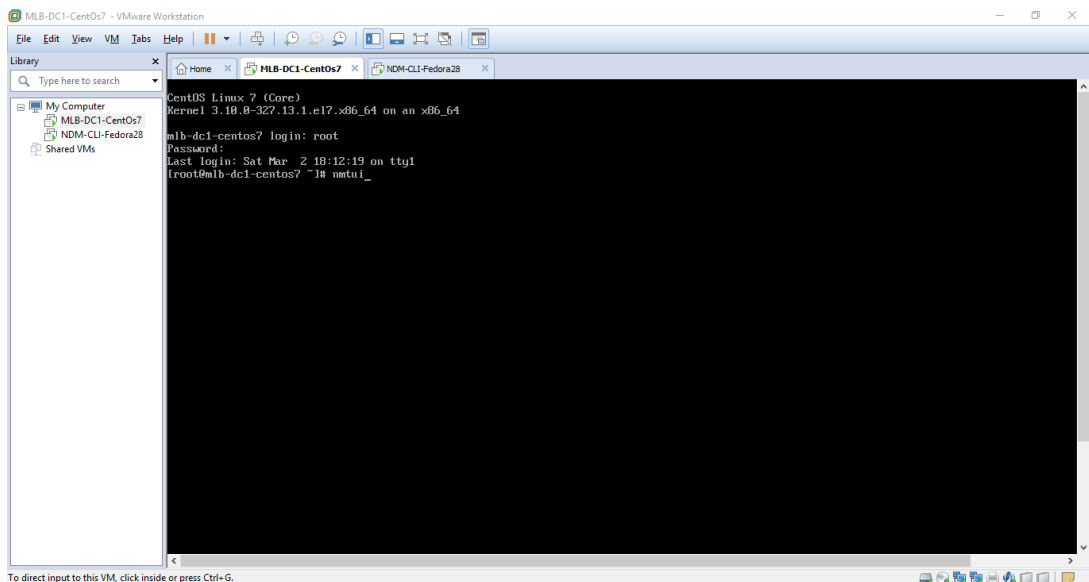 MLB-DC1-CentOs7 - VMware Workstation
File Edit View VM Tabs Help
Library
Type here to search
My Computer
MLB-DC1-CentOs7
NDM-CLI-Fedora28
Shared VMs
Home
MLB-DC1-CentOs7
NDM-CLI-Fedora28
CentOS Linux 7 (Core)
Kernel 3.10.0-327.13.1.el7.x86_64 on an x86_64
mlb-dc1-centos7 login: root
Password:
Last login: Sat Mar  2 18:12:19 on tty1
[root@mlb-dc1-centos7 ~]# nmtui_
To direct input to this VM, click inside or press Ctrl+G.